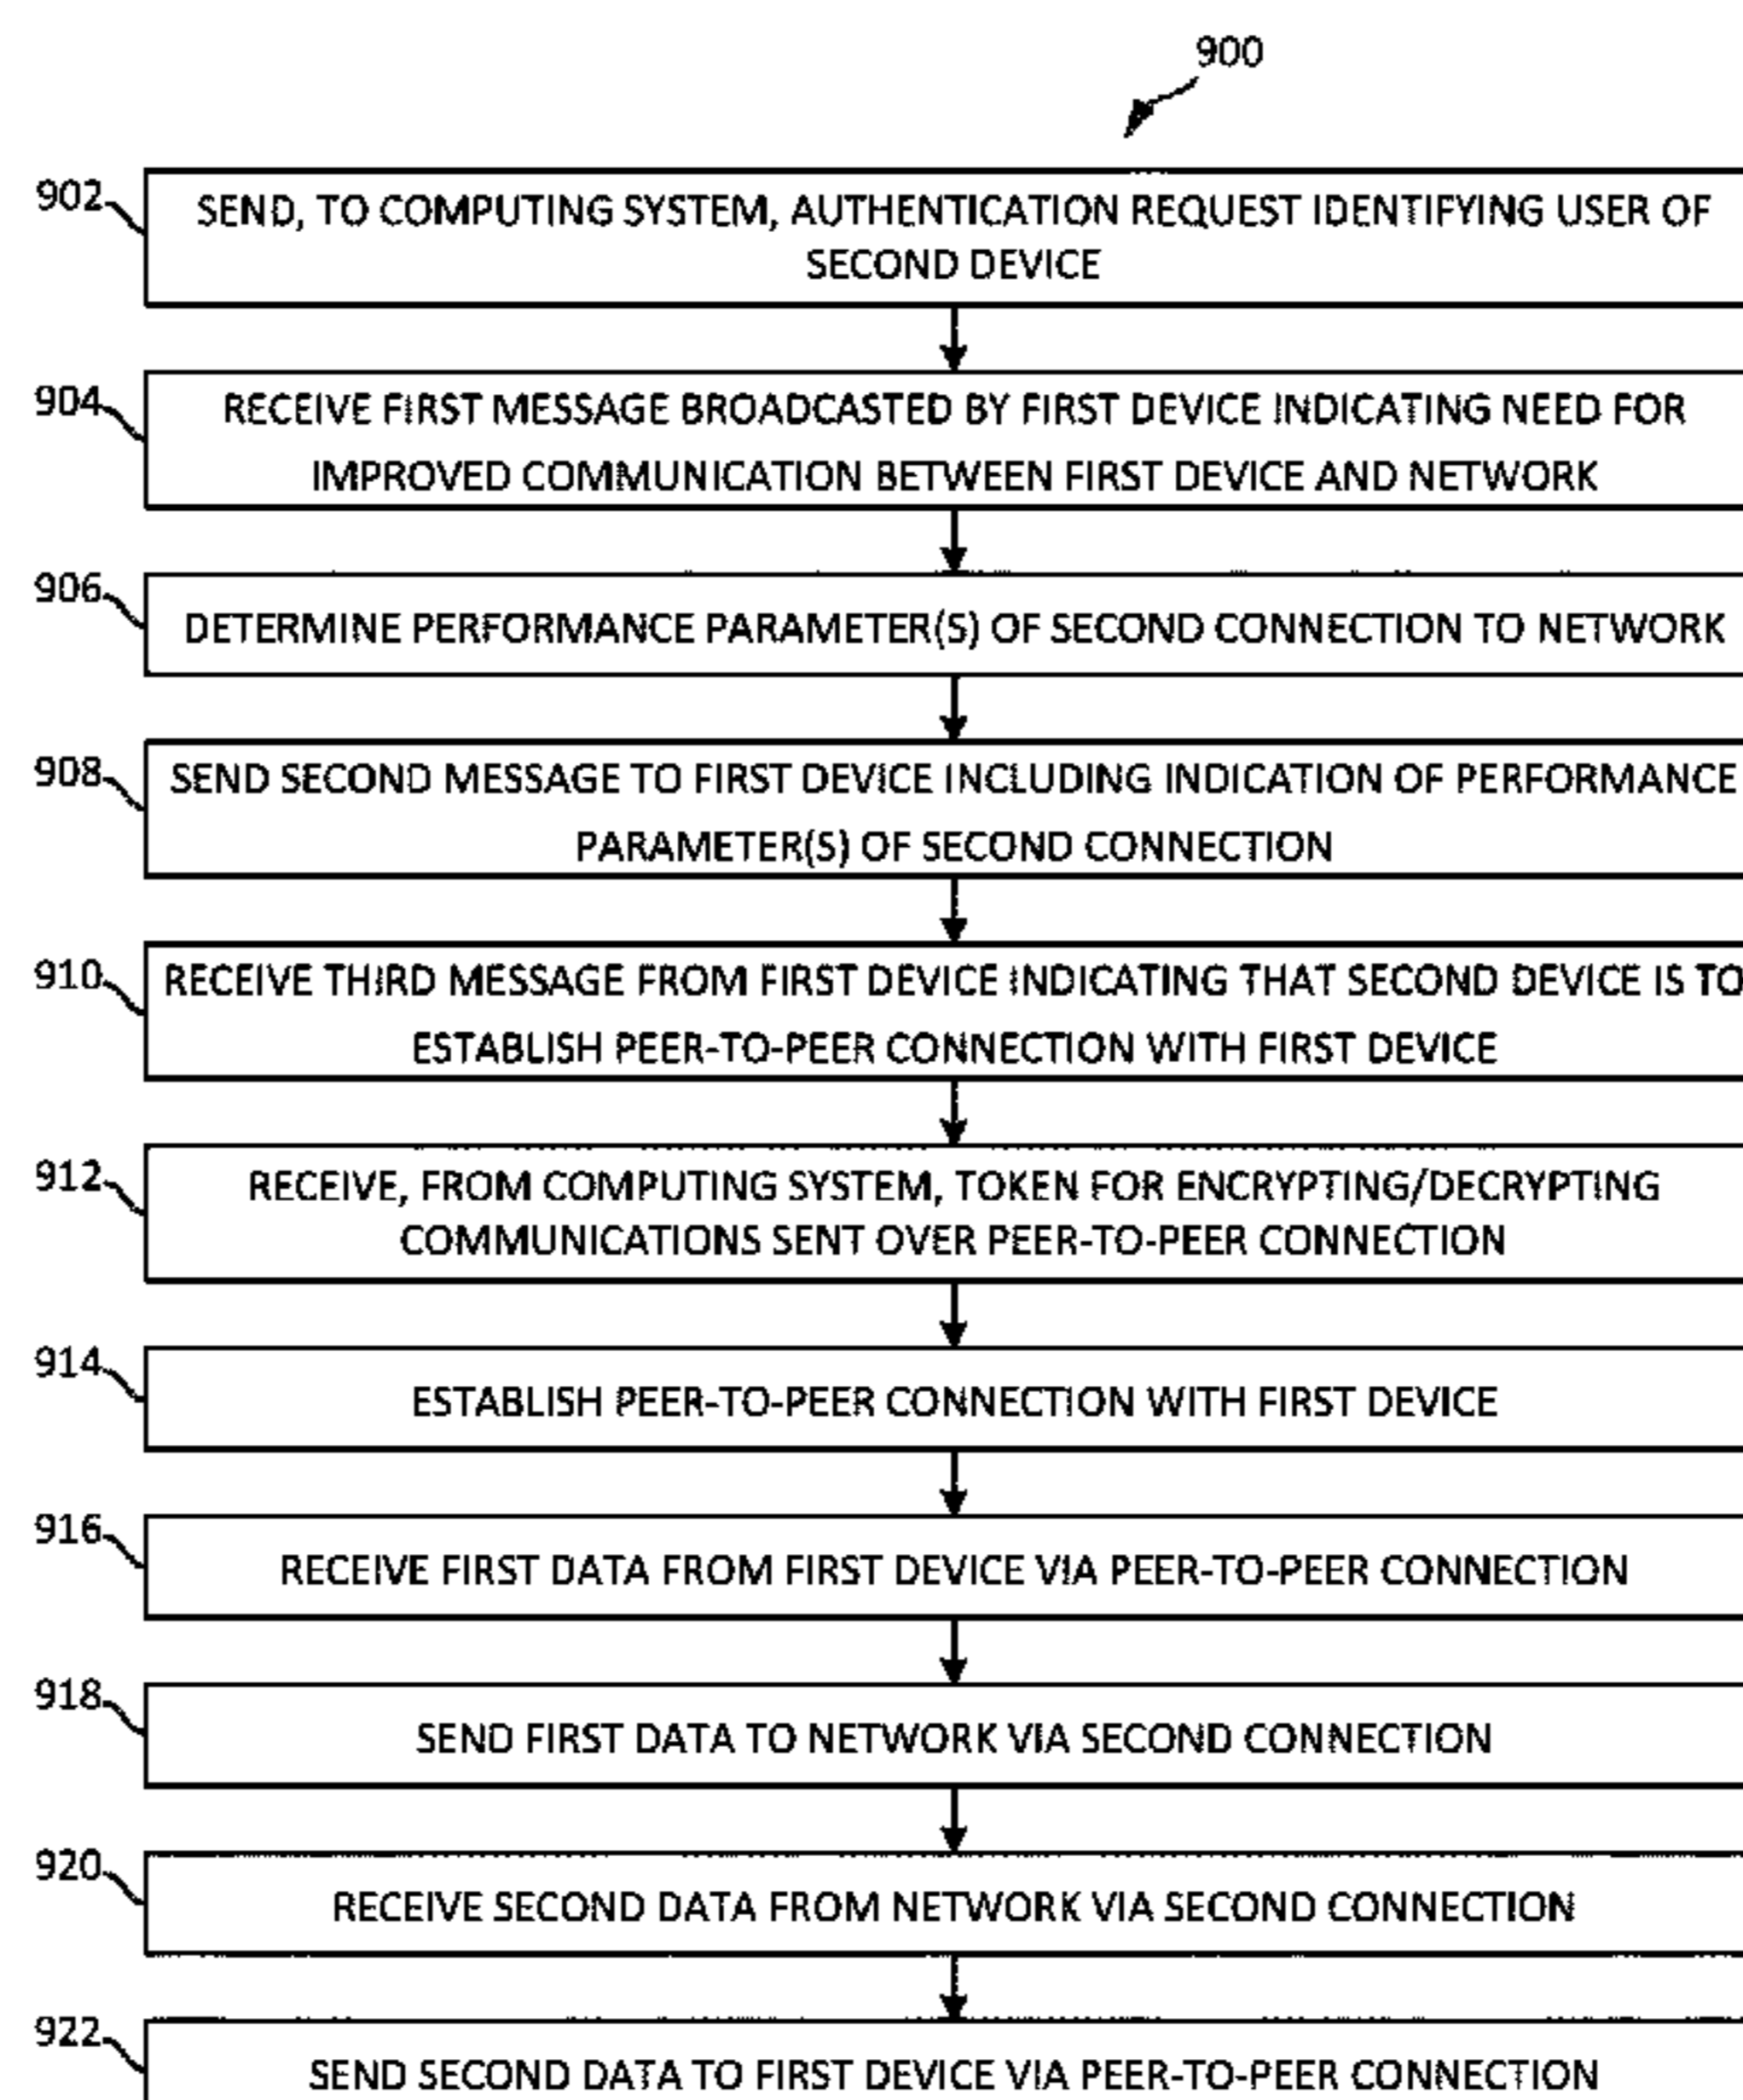 900
902
SEND, TO COMPUTING SYSTEM, AUTHENTICATION REQUEST IDENTIFYING USER OF
SECOND DEVICE
904
RECEIVE FIRST MESSAGE BROADCASTED BY FIRST DEVICE INDICATING NEED FOR
IMPROVED COMMUNICATION BETWEEN FIRST DEVICE AND NETWORK
906
DETERMINE PERFORMANCE PARAMETER(S) OF SECOND CONNECTION TO NETWORK
908
SEND SECOND MESSAGE TO FIRST DEVICE INCLUDING INDICATION OF PERFORMANCE
PARAMETER(S) OF SECOND CONNECTION
910
RECEIVE THIRD MESSAGE FROM FIRST DEVICE INDICATING THAT SECOND DEVICE IS TO
ESTABLISH PEER-TO-PEER CONNECTION WITH FIRST DEVICE
912
RECEIVE, FROM COMPUTING SYSTEM, TOKEN FOR ENCRYPTING/DECRYPTING
COMMUNICATIONS SENT OVER PEER-TO-PEER CONNECTION
914
ESTABLISH PEER-TO-PEER CONNECTION WITH FIRST DEVICE
916
RECEIVE FIRST DATA FROM FIRST DEVICE VIA PEER-TO-PEER CONNECTION
918
SEND FIRST DATA TO NETWORK VIA SECOND CONNECTION
920
RECEIVE SECOND DATA FROM NETWORK VIA SECOND CONNECTION
922
SEND SECOND DATA TO FIRST DEVICE VIA PEER-TO-PEER CONNECTION